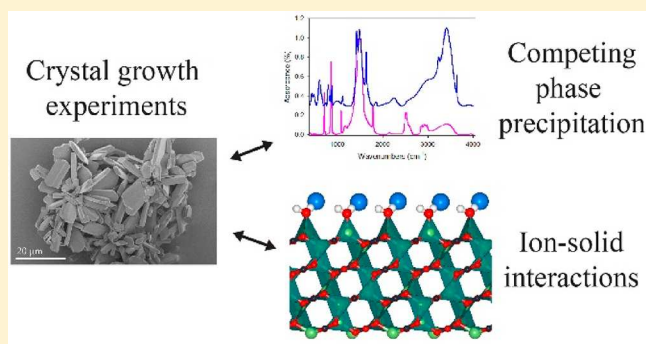 Crystal growth
experiments
20 µm
1.2
1.0
0.8
0.6
0.4
0.2
0.0
Absorbance (%)
1000 2000 3000 4000
Wavenumbers (cm⁻¹)
Competing
phase
precipitation
Ion-solid
interactions